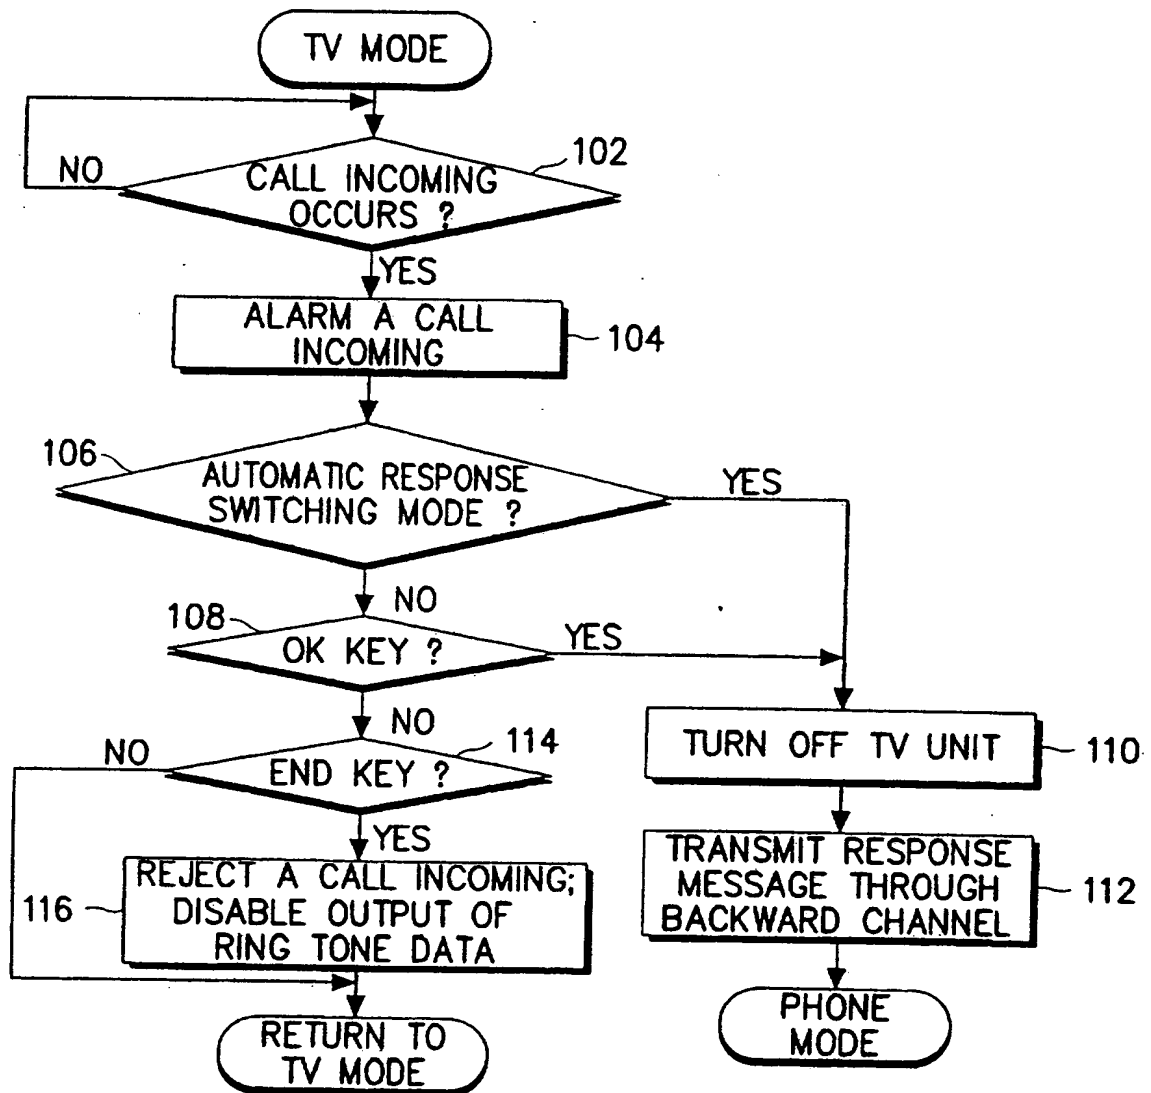 TV MODE
NO
CALL INCOMING
OCCURS ?
102
YES
ALARM A CALL
INCOMING
104
106
AUTOMATIC RESPONSE
SWITCHING MODE ?
YES
NO
108
OK KEY ?
YES
NO
NO
END KEY ?
114
TURN OFF TV UNIT
110
YES
REJECT A CALL INCOMING;
DISABLE OUTPUT OF
RING TONE DATA
116
TRANSMIT RESPONSE
MESSAGE THROUGH
BACKWARD CHANNEL
112
RETURN TO
TV MODE
PHONE
MODE